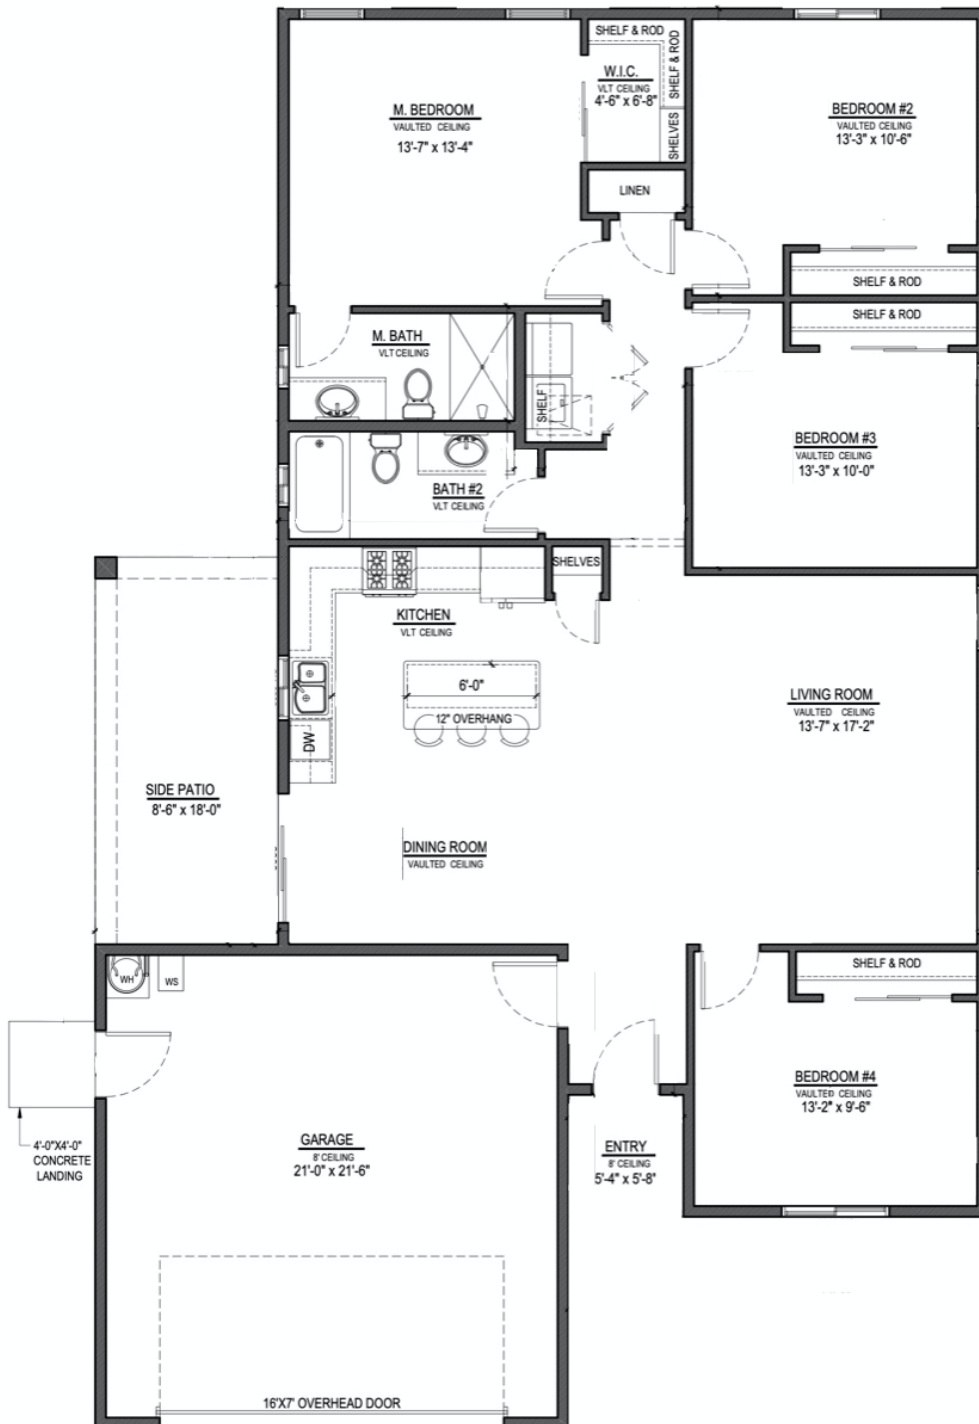 SHELF & ROD
W.I.C.
VLT CEILING
4'-6" x 6'-8"
SHELF & ROD
SHELVES
M. BEDROOM
VAULTED CEILING
13'-7" x 13'-4"
BEDROOM #2
VAULTED CEILING
13'-3" x 10'-6"
LINEN
SHELF & ROD
SHELF & ROD
M. BATH
VLT CEILING
SHELF
BEDROOM #3
VAULTED CEILING
13'-3" x 10'-0"
BATH #2
VLT CEILING
SHELVES
KITCHEN
VLT CEILING
6'-0"
12" OVERHANG
DW
LIVING ROOM
VAULTED CEILING
13'-7" x 17'-2"
SIDE PATIO
8'-6" x 18'-0"
DINING ROOM
VAULTED CEILING
WH
WS
SHELF & ROD
BEDROOM #4
VAULTED CEILING
13'-2" x 9'-6"
4'-0"X4'-0"
CONCRETE
LANDING
GARAGE
8' CEILING
21'-0" x 21'-6"
ENTRY
8' CEILING
5'-4" x 5'-8"
16'X7' OVERHEAD DOOR